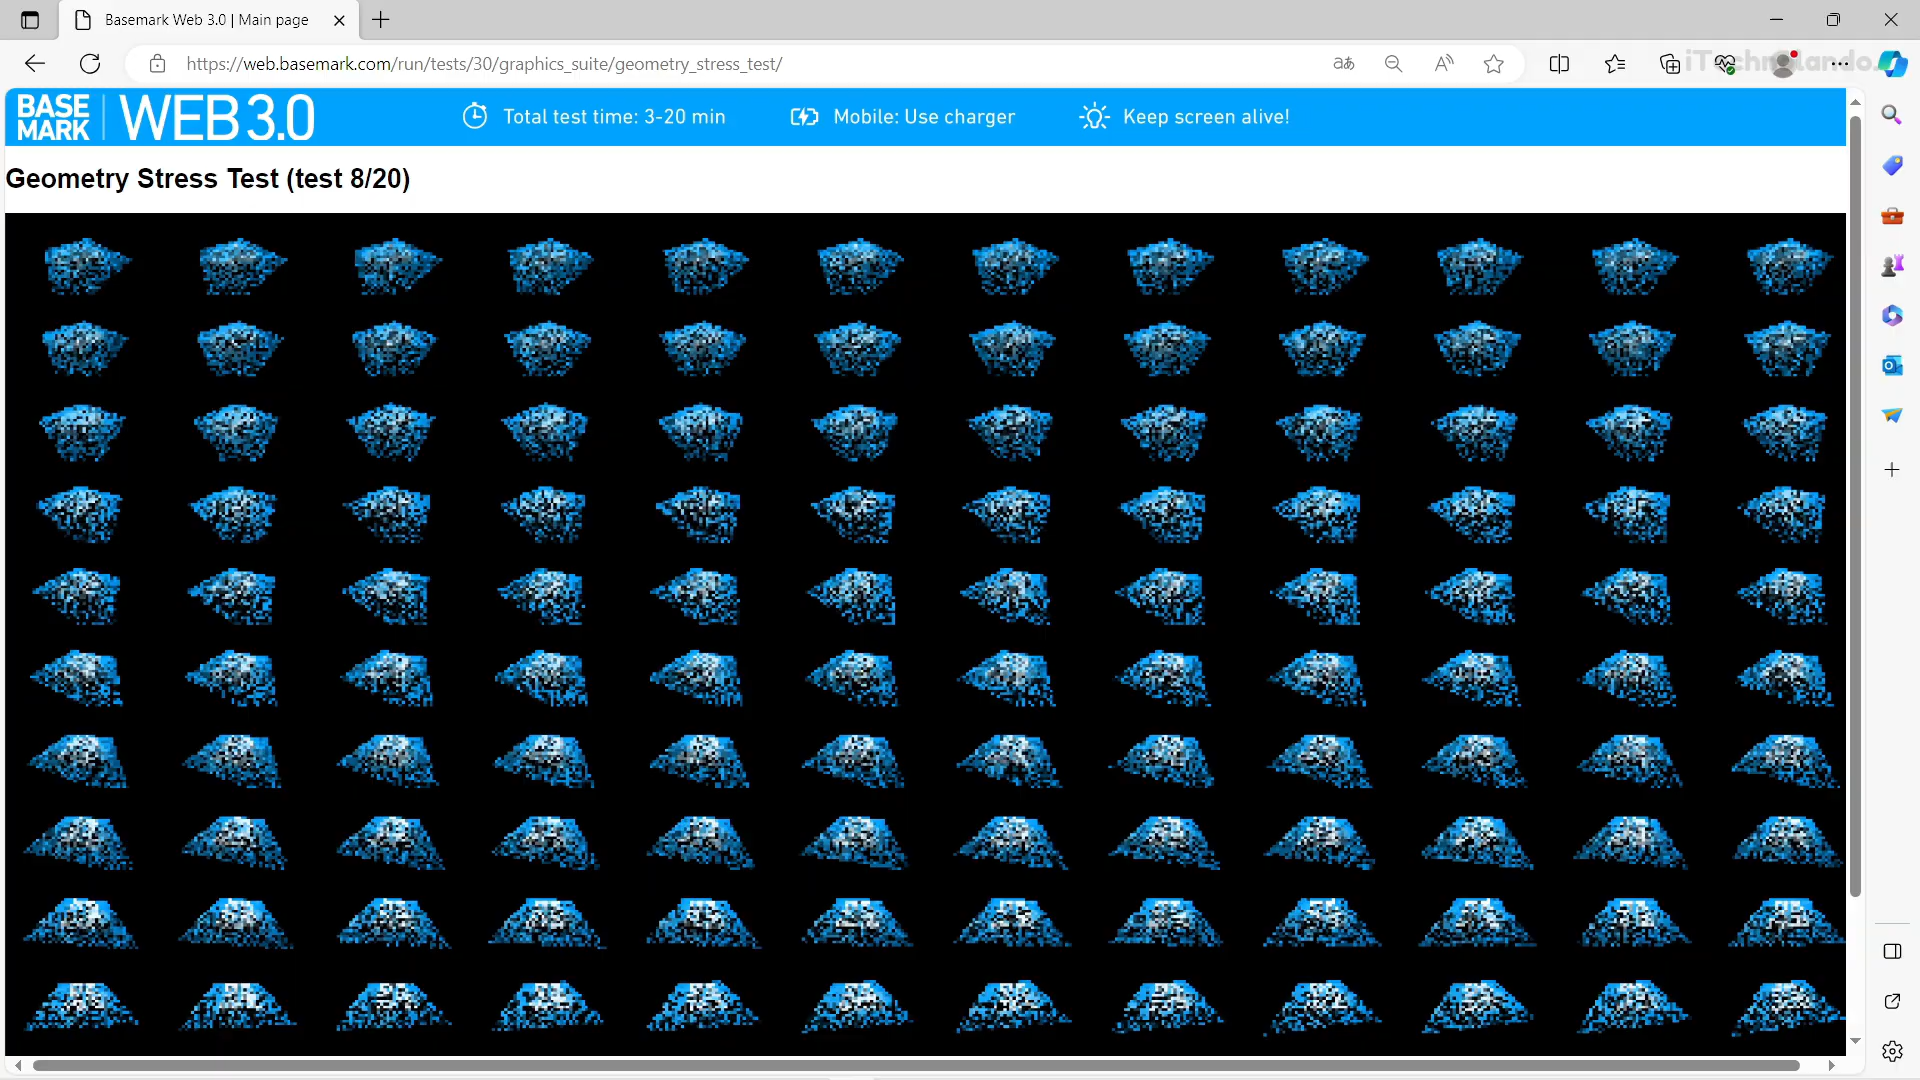 Basemark Web 3.0 | Main page
https://web.basemark.com/run/tests/30/graphics_suite/geometry_stress_test/
BASE MARK | WEB 3.0
Total test time: 3-20 min
Mobile: Use charger
Keep screen alive!
Geometry Stress Test (test 8/20)